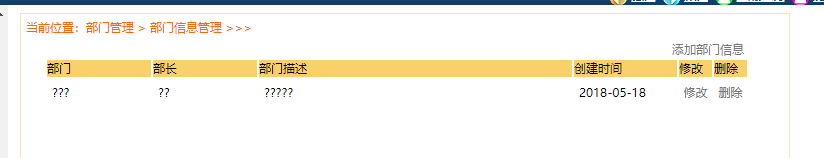 当前位置：部门管理 > 部门信息管理 >>>
添加部门信息
部门 部长 部门描述 创建时间 修改 删除
??? ?? ????? 2018-05-18 修改 删除